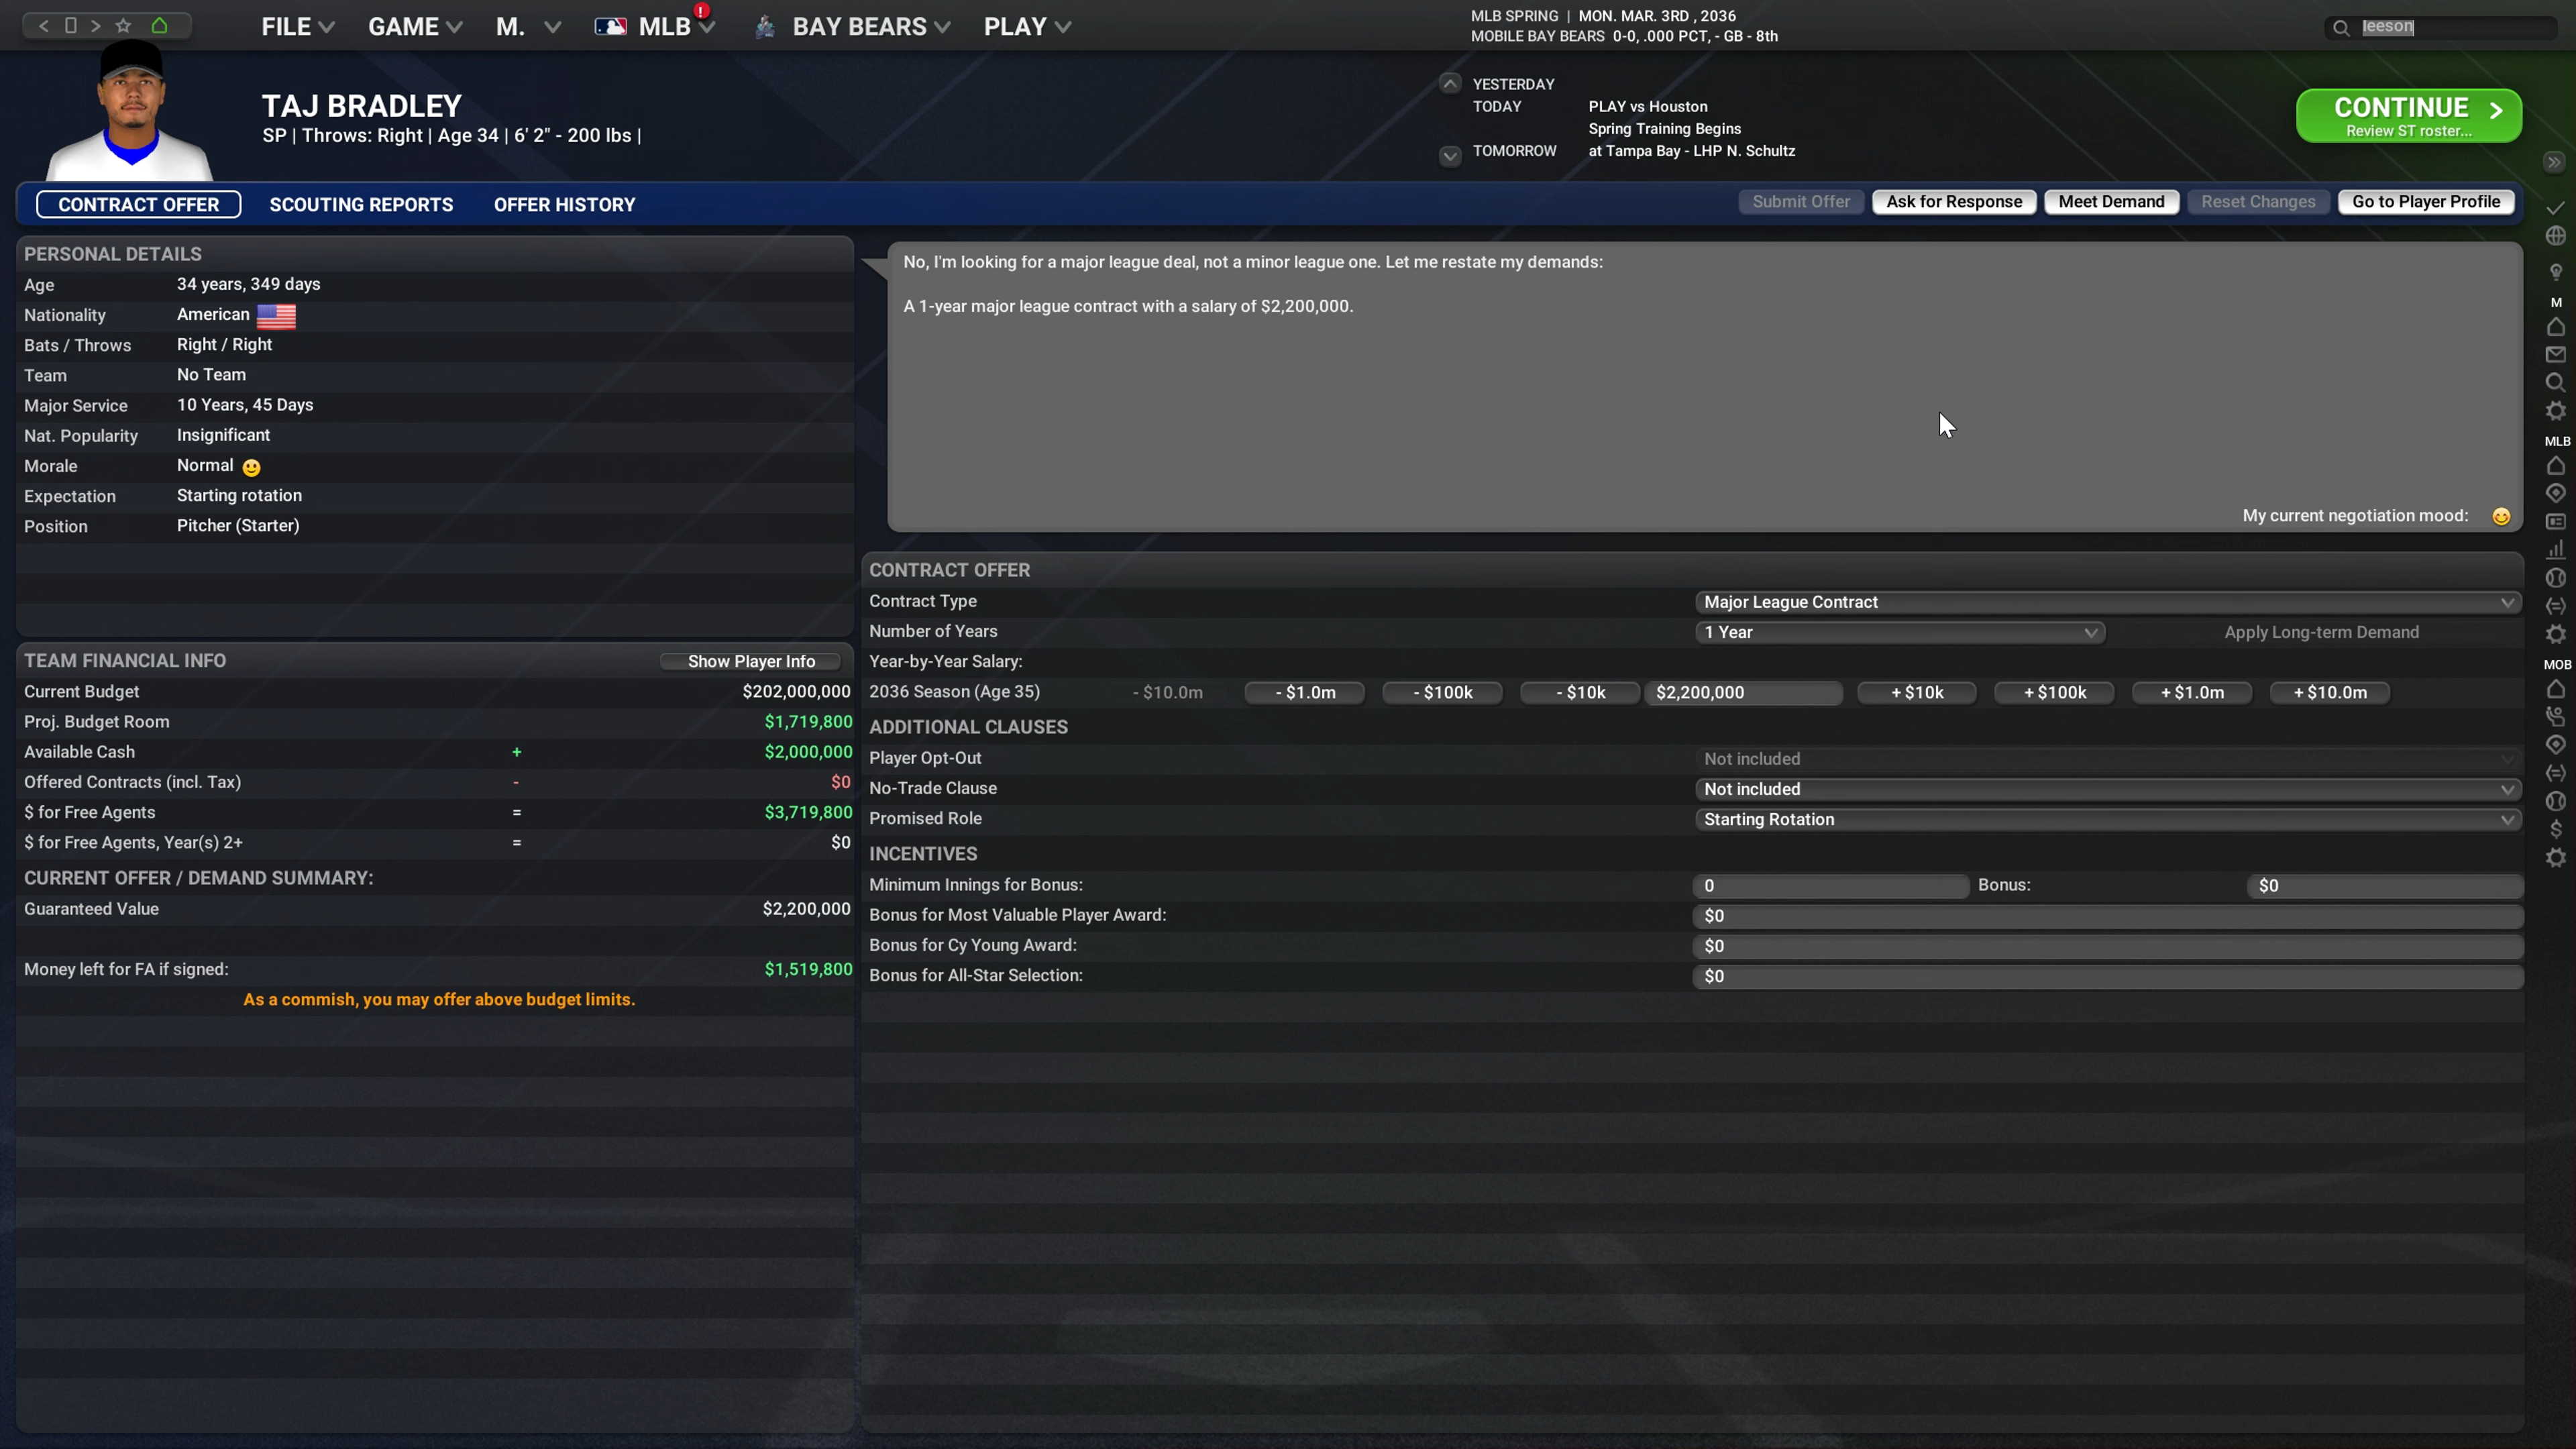 FILE GAME M. MLB ! BAY BEARS PLAY
MLB SPRING | MON. MAR. 3RD , 2036
MOBILE BAY BEARS 0-0, .000 PCT, - GB - 8th
leeson
TAJ BRADLEY
SP | Throws: Right | Age 34 | 6' 2" - 200 lbs |
YESTERDAY
TODAY PLAY vs Houston
Spring Training Begins
TOMORROW at Tampa Bay - LHP N. Schultz
CONTINUE
Review ST roster...
CONTRACT OFFER SCOUTING REPORTS OFFER HISTORY
Submit Offer Ask for Response Meet Demand Reset Changes Go to Player Profile
PERSONAL DETAILS
Age 34 years, 349 days
Nationality American
Bats / Throws Right / Right
Team No Team
Major Service 10 Years, 45 Days
Nat. Popularity Insignificant
Morale Normal
Expectation Starting rotation
Position Pitcher (Starter)
No, I'm looking for a major league deal, not a minor league one. Let me restate my demands:
A 1-year major league contract with a salary of $2,200,000.
My current negotiation mood:
TEAM FINANCIAL INFO Show Player Info
Current Budget $202,000,000
Proj. Budget Room $1,719,800
Available Cash + $2,000,000
Offered Contracts (incl. Tax) - $0
$ for Free Agents = $3,719,800
$ for Free Agents, Year(s) 2+ = $0
CURRENT OFFER / DEMAND SUMMARY:
Guaranteed Value $2,200,000
Money left for FA if signed: $1,519,800
As a commish, you may offer above budget limits.
CONTRACT OFFER
Contract Type Major League Contract
Number of Years 1 Year Apply Long-term Demand
Year-by-Year Salary:
2036 Season (Age 35) - $10.0m - $1.0m - $100k - $10k $2,200,000 + $10k + $100k + $1.0m + $10.0m
ADDITIONAL CLAUSES
Player Opt-Out Not included
No-Trade Clause Not included
Promised Role Starting Rotation
INCENTIVES
Minimum Innings for Bonus: 0 Bonus: $0
Bonus for Most Valuable Player Award: $0
Bonus for Cy Young Award: $0
Bonus for All-Star Selection: $0
M
MLB
MOB